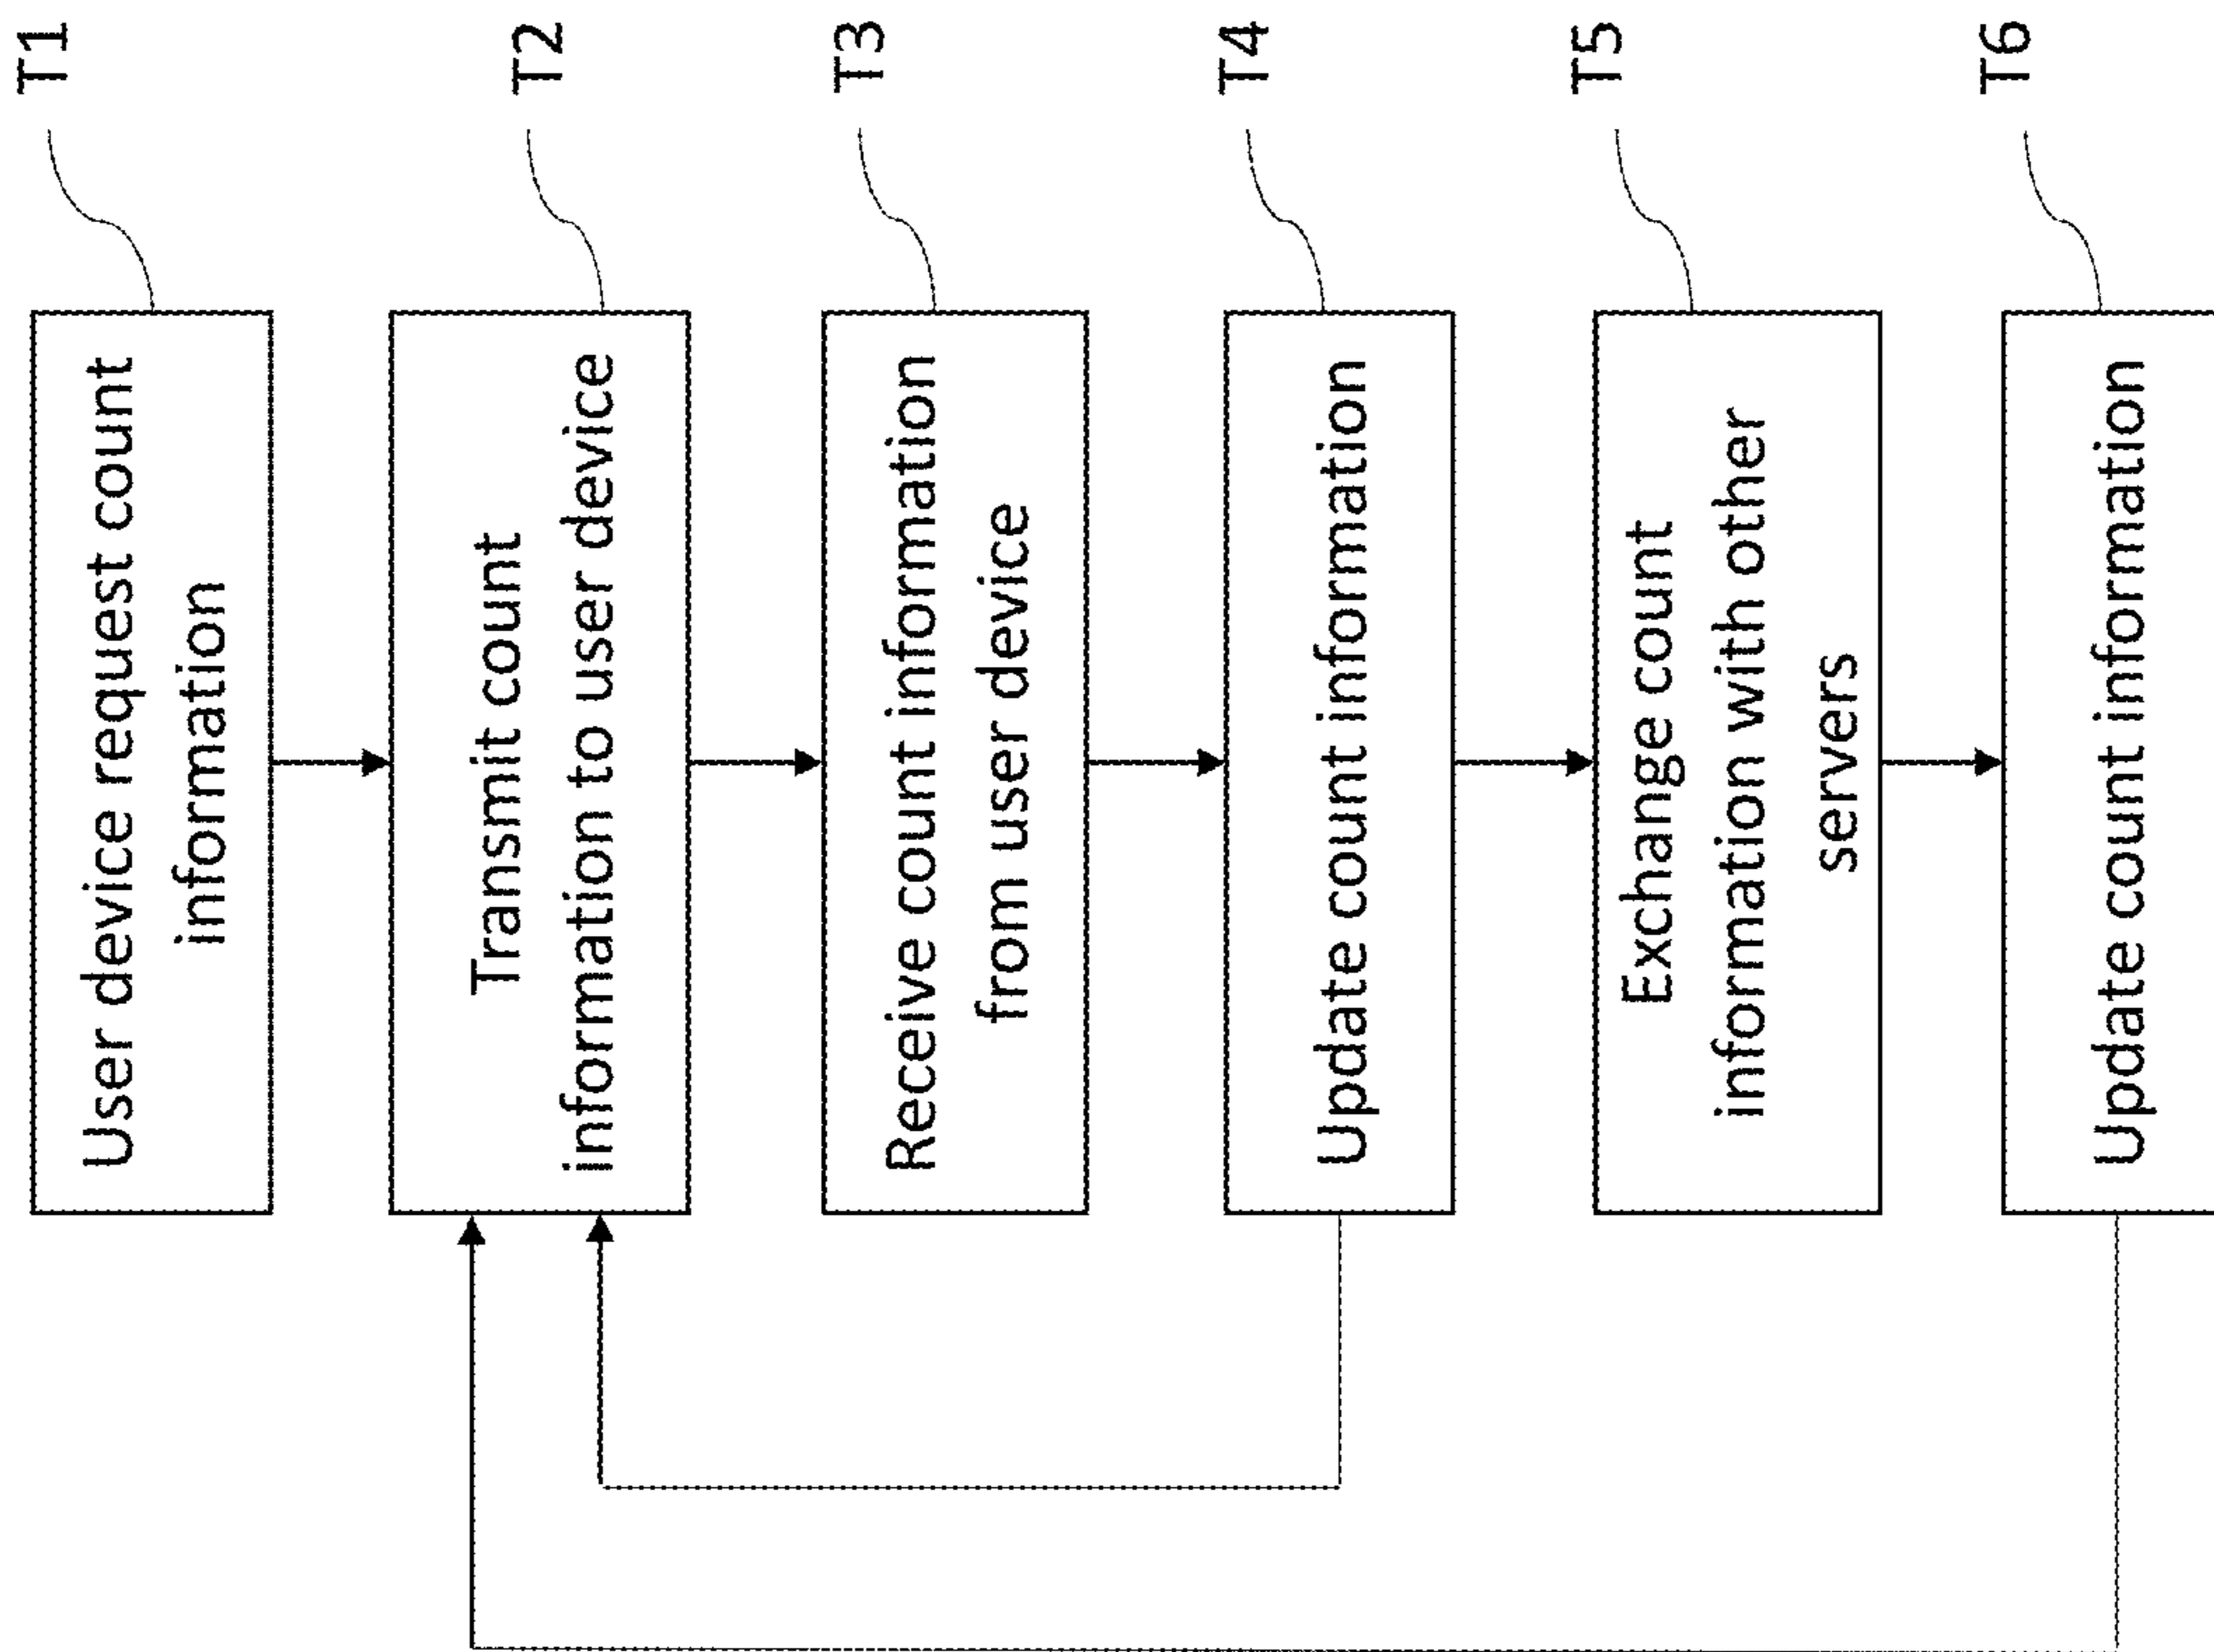 User device request count
information
T1
Transmit count
information to user device
T2
Receive count information
from user device
T3
Update count information
T4
Exchange count
information with other
servers
T5
Update count information
T6